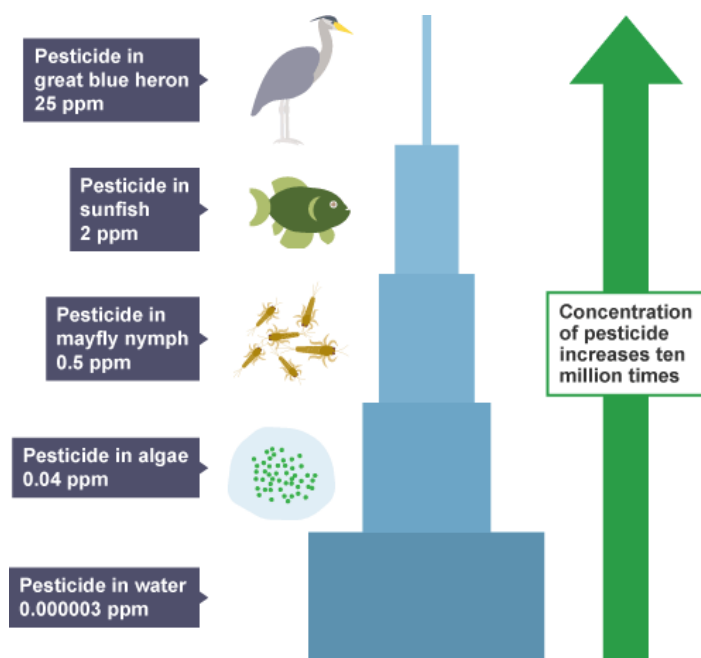 Pesticide in
great blue heron
25 ppm
Pesticide in
sunfish
2 ppm
Pesticide in
mayfly nymph
0.5 ppm
Concentration
of pesticide
increases ten
million times
Pesticide in algae
0.04 ppm
Pesticide in water
0.000003 ppm